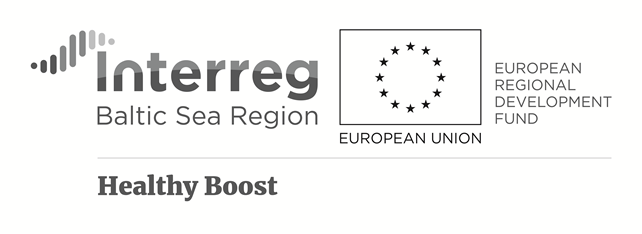 Interreg
Baltic Sea Region
EUROPEAN UNION
EUROPEAN
REGIONAL
DEVELOPMENT
FUND
Healthy Boost